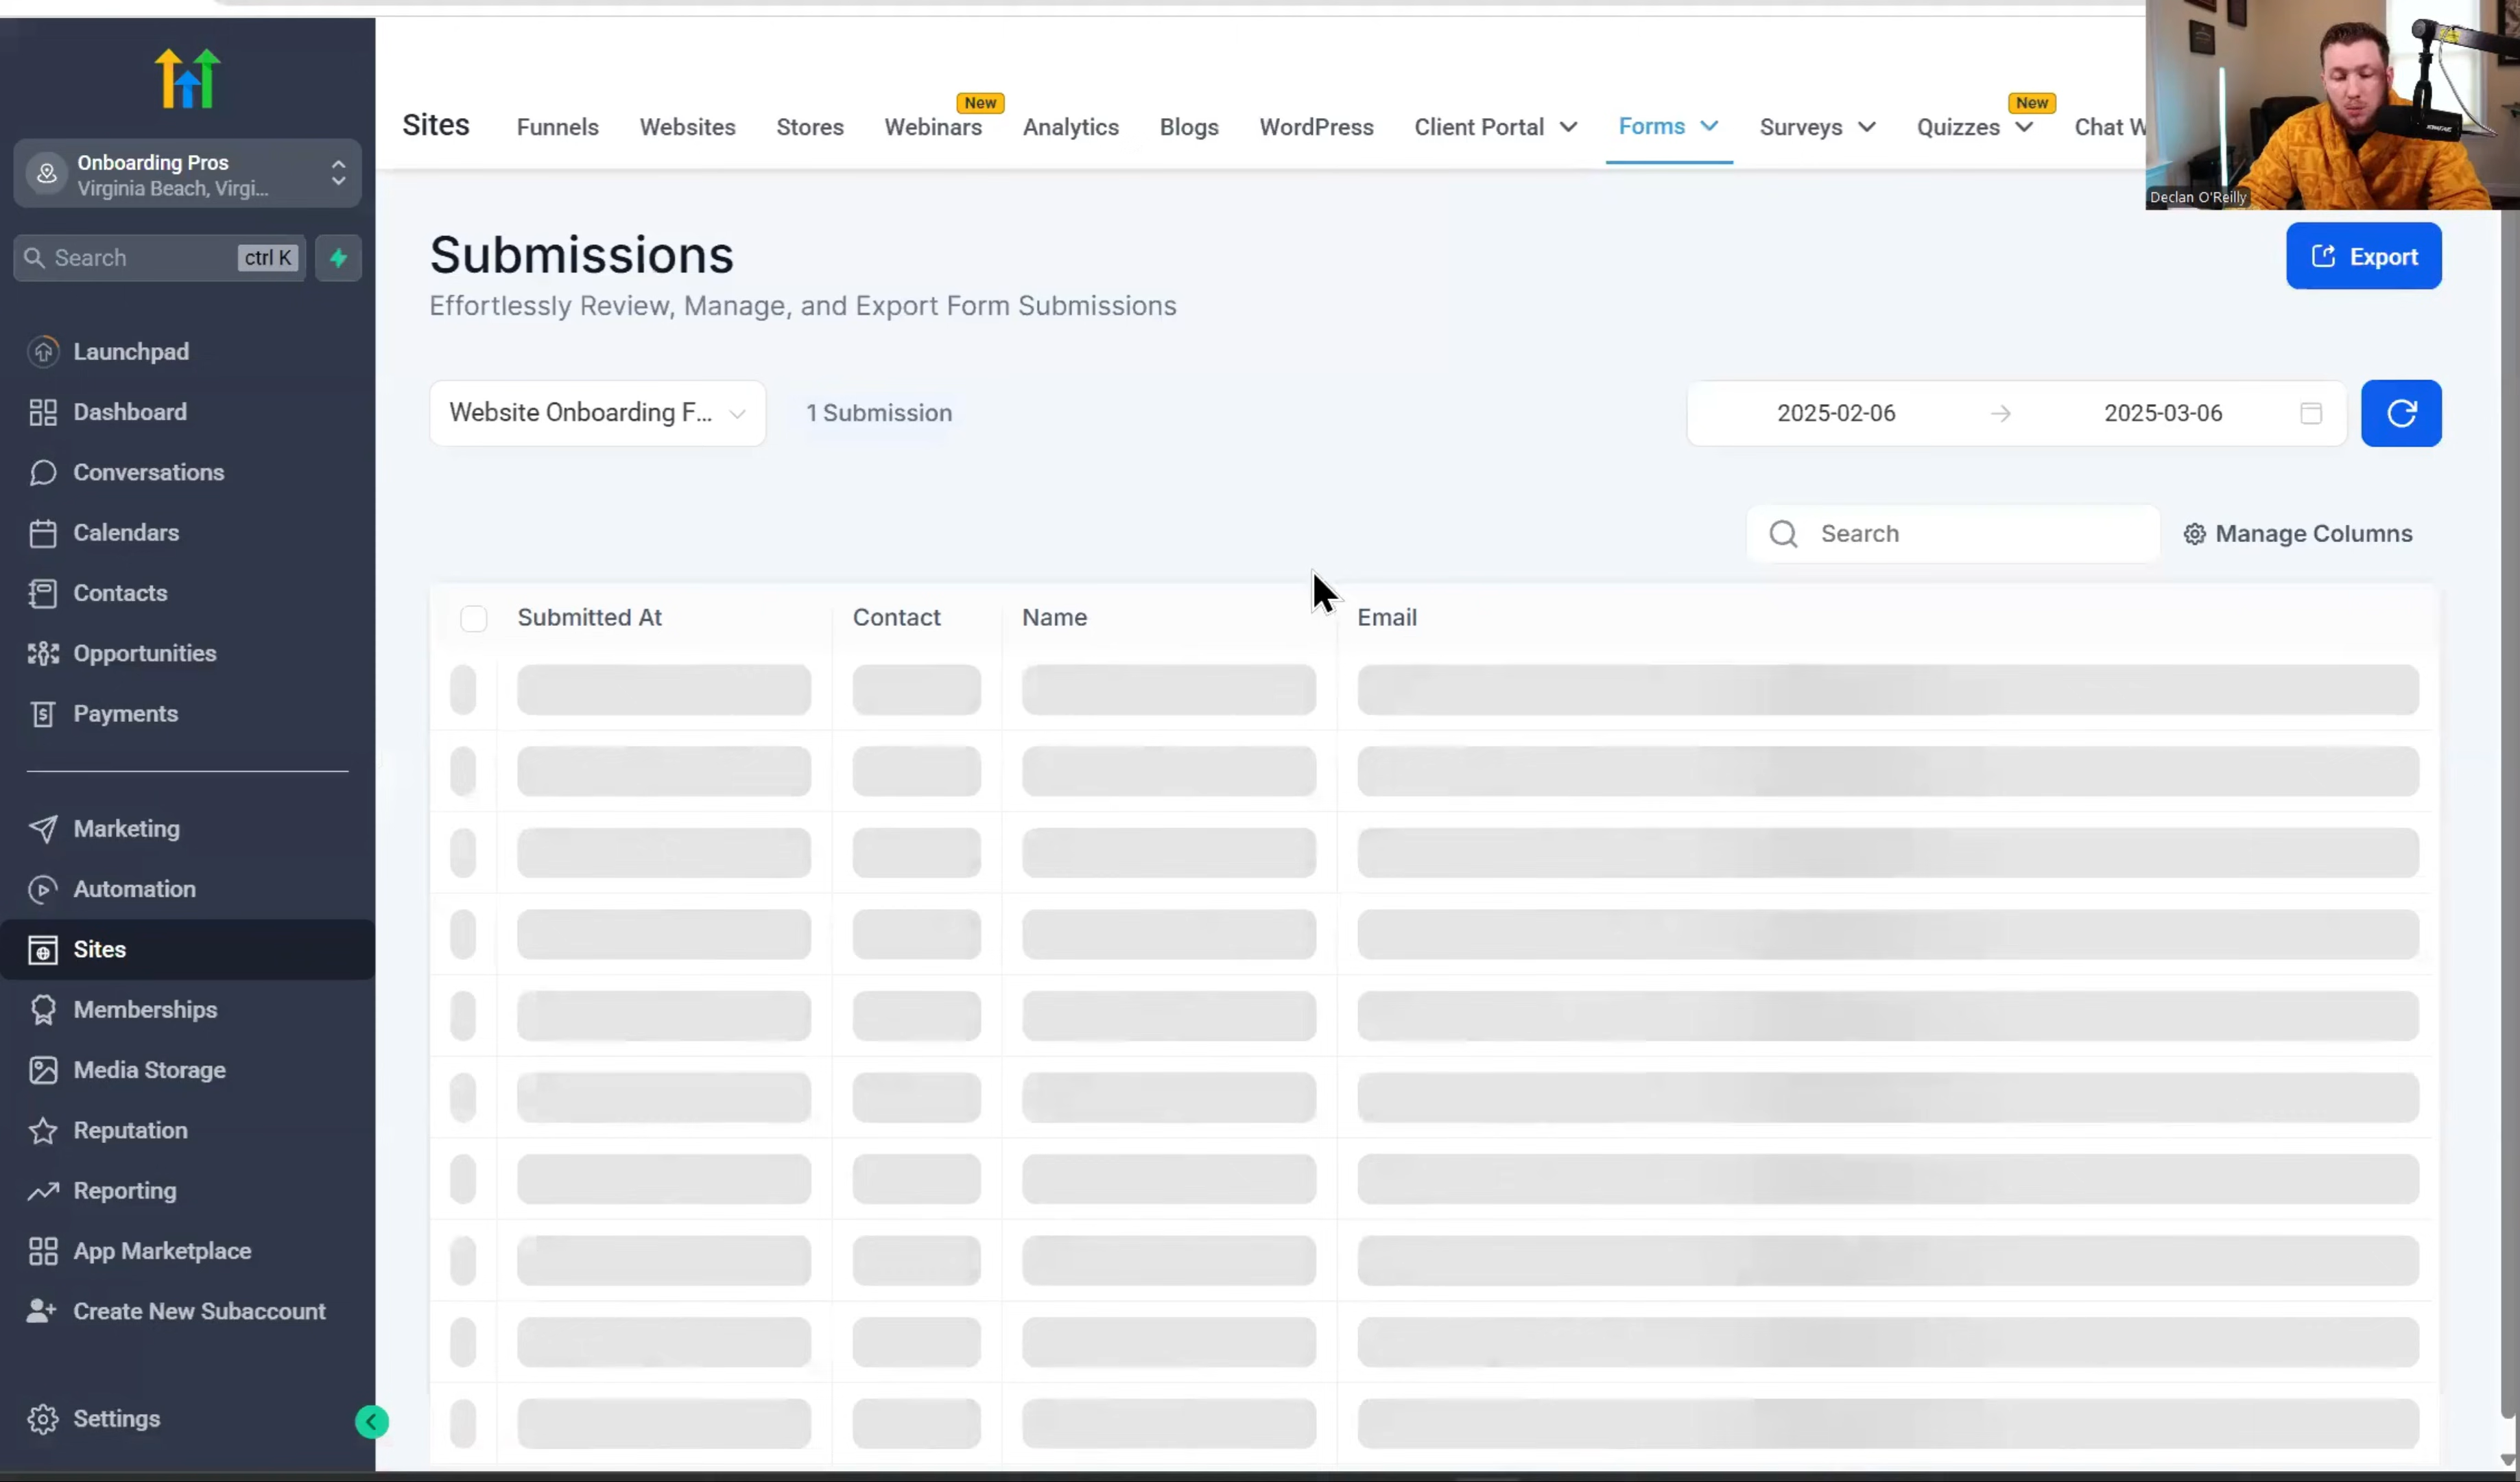 Onboarding Pros
Virginia Beach, Virgi...
Search ctrl K
Launchpad
Dashboard
Conversations
Calendars
Contacts
Opportunities
Payments
Marketing
Automation
Sites
Memberships
Media Storage
Reputation
Reporting
App Marketplace
Create New Subaccount
Settings
New New
Sites Funnels Websites Stores Webinars Analytics Blogs WordPress Client Portal Forms Surveys Quizzes Chat W
Declan O'Reilly
Submissions
Export
Effortlessly Review, Manage, and Export Form Submissions
Website Onboarding F... 1 Submission 2025-02-06 2025-03-06
Search Manage Columns
Submitted At Contact Name Email